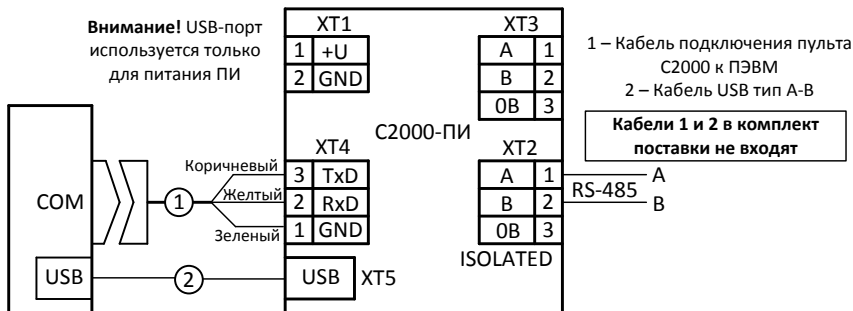 Внимание! USB-порт
используется только
для питания ПИ
XT1
1 +U
2 GND
XT3
A 1
B 2
0B 3
1 – Кабель подключения пульта
С2000 к ПЭВМ
2 – Кабель USB тип А-В
Кабели 1 и 2 в комплект
поставки не входят
С2000-ПИ
COM
1
Коричневый
Желтый
Зеленый
XT4
3 TxD
2 RxD
1 GND
XT2
A 1
B 2
0B 3
ISOLATED
A
RS-485
B
USB
2
USB
XT5